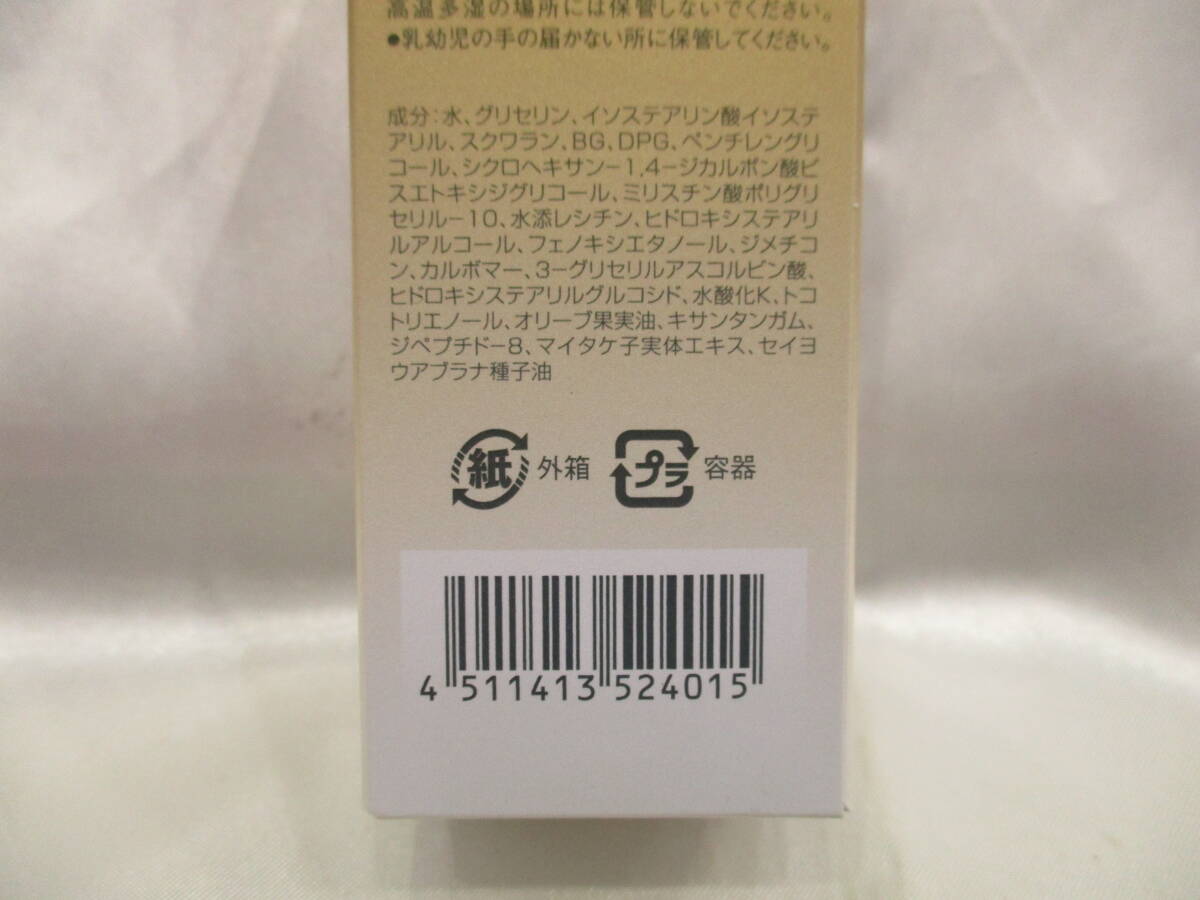 高温多湿の場所には保管しないでください。
●乳幼児の手の届かない所に保管してください。
成分:水、グリセリン、イソステアリン酸イソステ
アリル、スクワラン、BG、DPG、ペンチレングリ
コール、シクロヘキサン-1,4-ジカルボン酸ビ
スエトキシジグリコール、ミリスチン酸ポリグリ
セリル-10、水添レシチン、ヒドロキシステアリ
ルアルコール、フェノキシエタノール、ジメチコ
ン、カルボマー、3-グリセリルアスコルビン酸、
ヒドロキシステアリルグルコシド、水酸化K、トコ
トリエノール、オリーブ果実油、キサンタンガム、
ジペプチド-8、マイタケ子実体エキス、セイヨ
ウアブラナ種子油
紙 外箱 プラ 容器
4 511413 524015